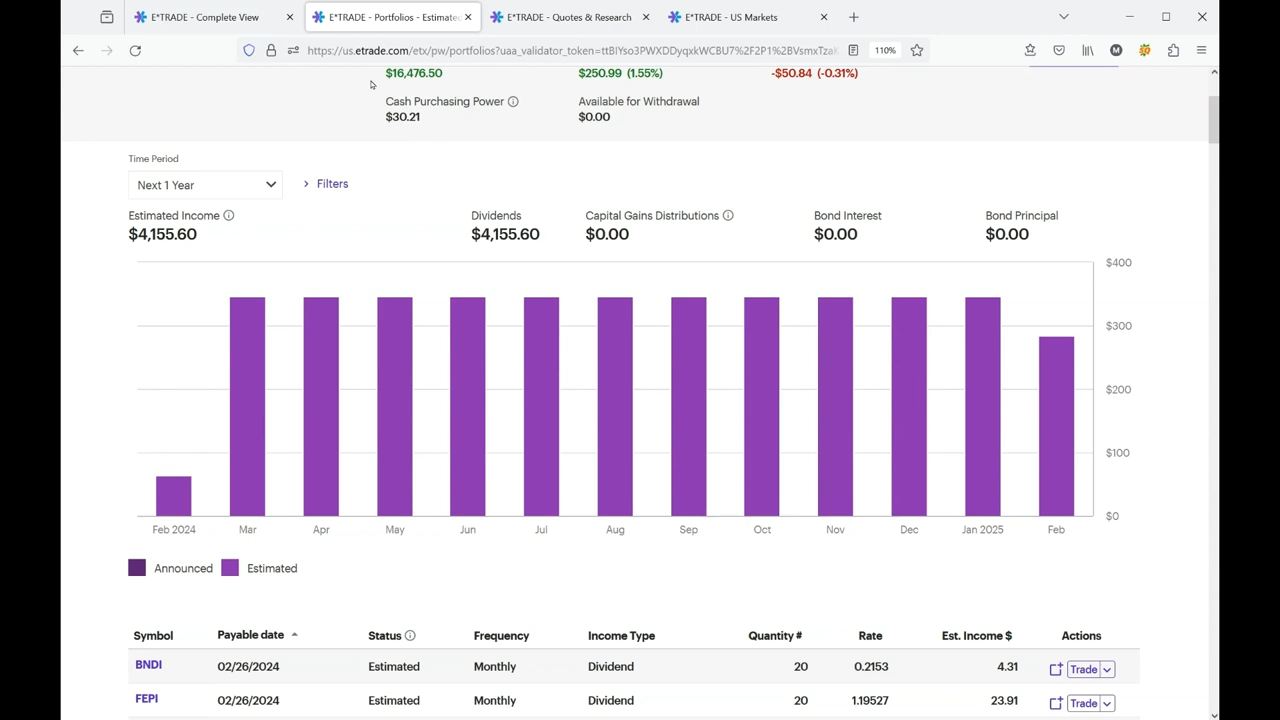 E*TRADE - Complete View
E*TRADE - Portfolios - Estimated
E*TRADE - Quotes & Research
E*TRADE - US Markets
https://us.etrade.com/etx/pw/portfolios?uaa_validator_token=ttBIYso3PWXDDyqxkWCBU7%2F2P1%2BVsmxTzaK
110%
$16,476.50 $250.99 (1.55%) -$50.84 (-0.31%)
Cash Purchasing Power Available for Withdrawal
$30.21 $0.00
Time Period
Next 1 Year Filters
Estimated Income Dividends Capital Gains Distributions Bond Interest Bond Principal
$4,155.60 $4,155.60 $0.00 $0.00 $0.00
$400
$300
$200
$100
$0
Feb 2024 Mar Apr May Jun Jul Aug Sep Oct Nov Dec Jan 2025 Feb
Announced Estimated
Symbol Payable date Status Frequency Income Type Quantity # Rate Est. Income $ Actions
BNDI 02/26/2024 Estimated Monthly Dividend 20 0.2153 4.31 Trade
FEPI 02/26/2024 Estimated Monthly Dividend 20 1.19527 23.91 Trade